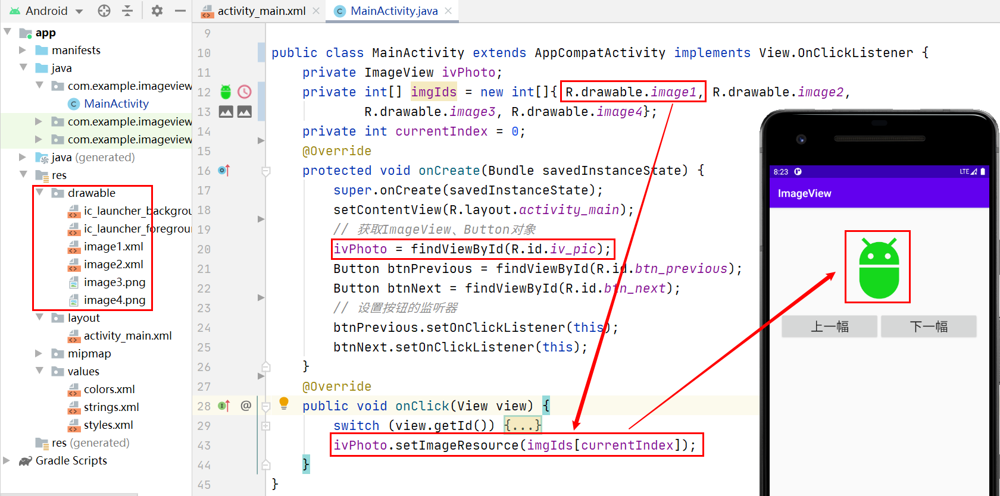 Android
activity_main.xml
MainActivity.java
app
manifests
java
com.example.imageview
MainActivity
com.example.imageview
com.example.imageview
java (generated)
res
drawable
ic_launcher_backgrou
ic_launcher_foregroun
image1.xml
image2.xml
image3.png
image4.png
layout
activity_main.xml
mipmap
values
colors.xml
strings.xml
styles.xml
res (generated)
Gradle Scripts
9
10 public class MainActivity extends AppCompatActivity implements View.OnClickListener {
11 private ImageView ivPhoto;
12 private int[] imgIds = new int[]{ R.drawable.image1, R.drawable.image2,
13 R.drawable.image3, R.drawable.image4};
14 private int currentIndex = 0;
15 @Override
16 protected void onCreate(Bundle savedInstanceState) {
17 super.onCreate(savedInstanceState);
18 setContentView(R.layout.activity_main);
19 // 获取ImageView、Button对象
20 ivPhoto = findViewById(R.id.iv_pic);
21 Button btnPrevious = findViewById(R.id.btn_previous);
22 Button btnNext = findViewById(R.id.btn_next);
23 // 设置按钮的监听器
24 btnPrevious.setOnClickListener(this);
25 btnNext.setOnClickListener(this);
26 }
27 @Override
28 @ public void onClick(View view) {
29 switch (view.getId()) {...}
43 ivPhoto.setImageResource(imgIds[currentIndex]);
44 }
45 }
8:23 LTE
ImageView
上一幅 下一幅